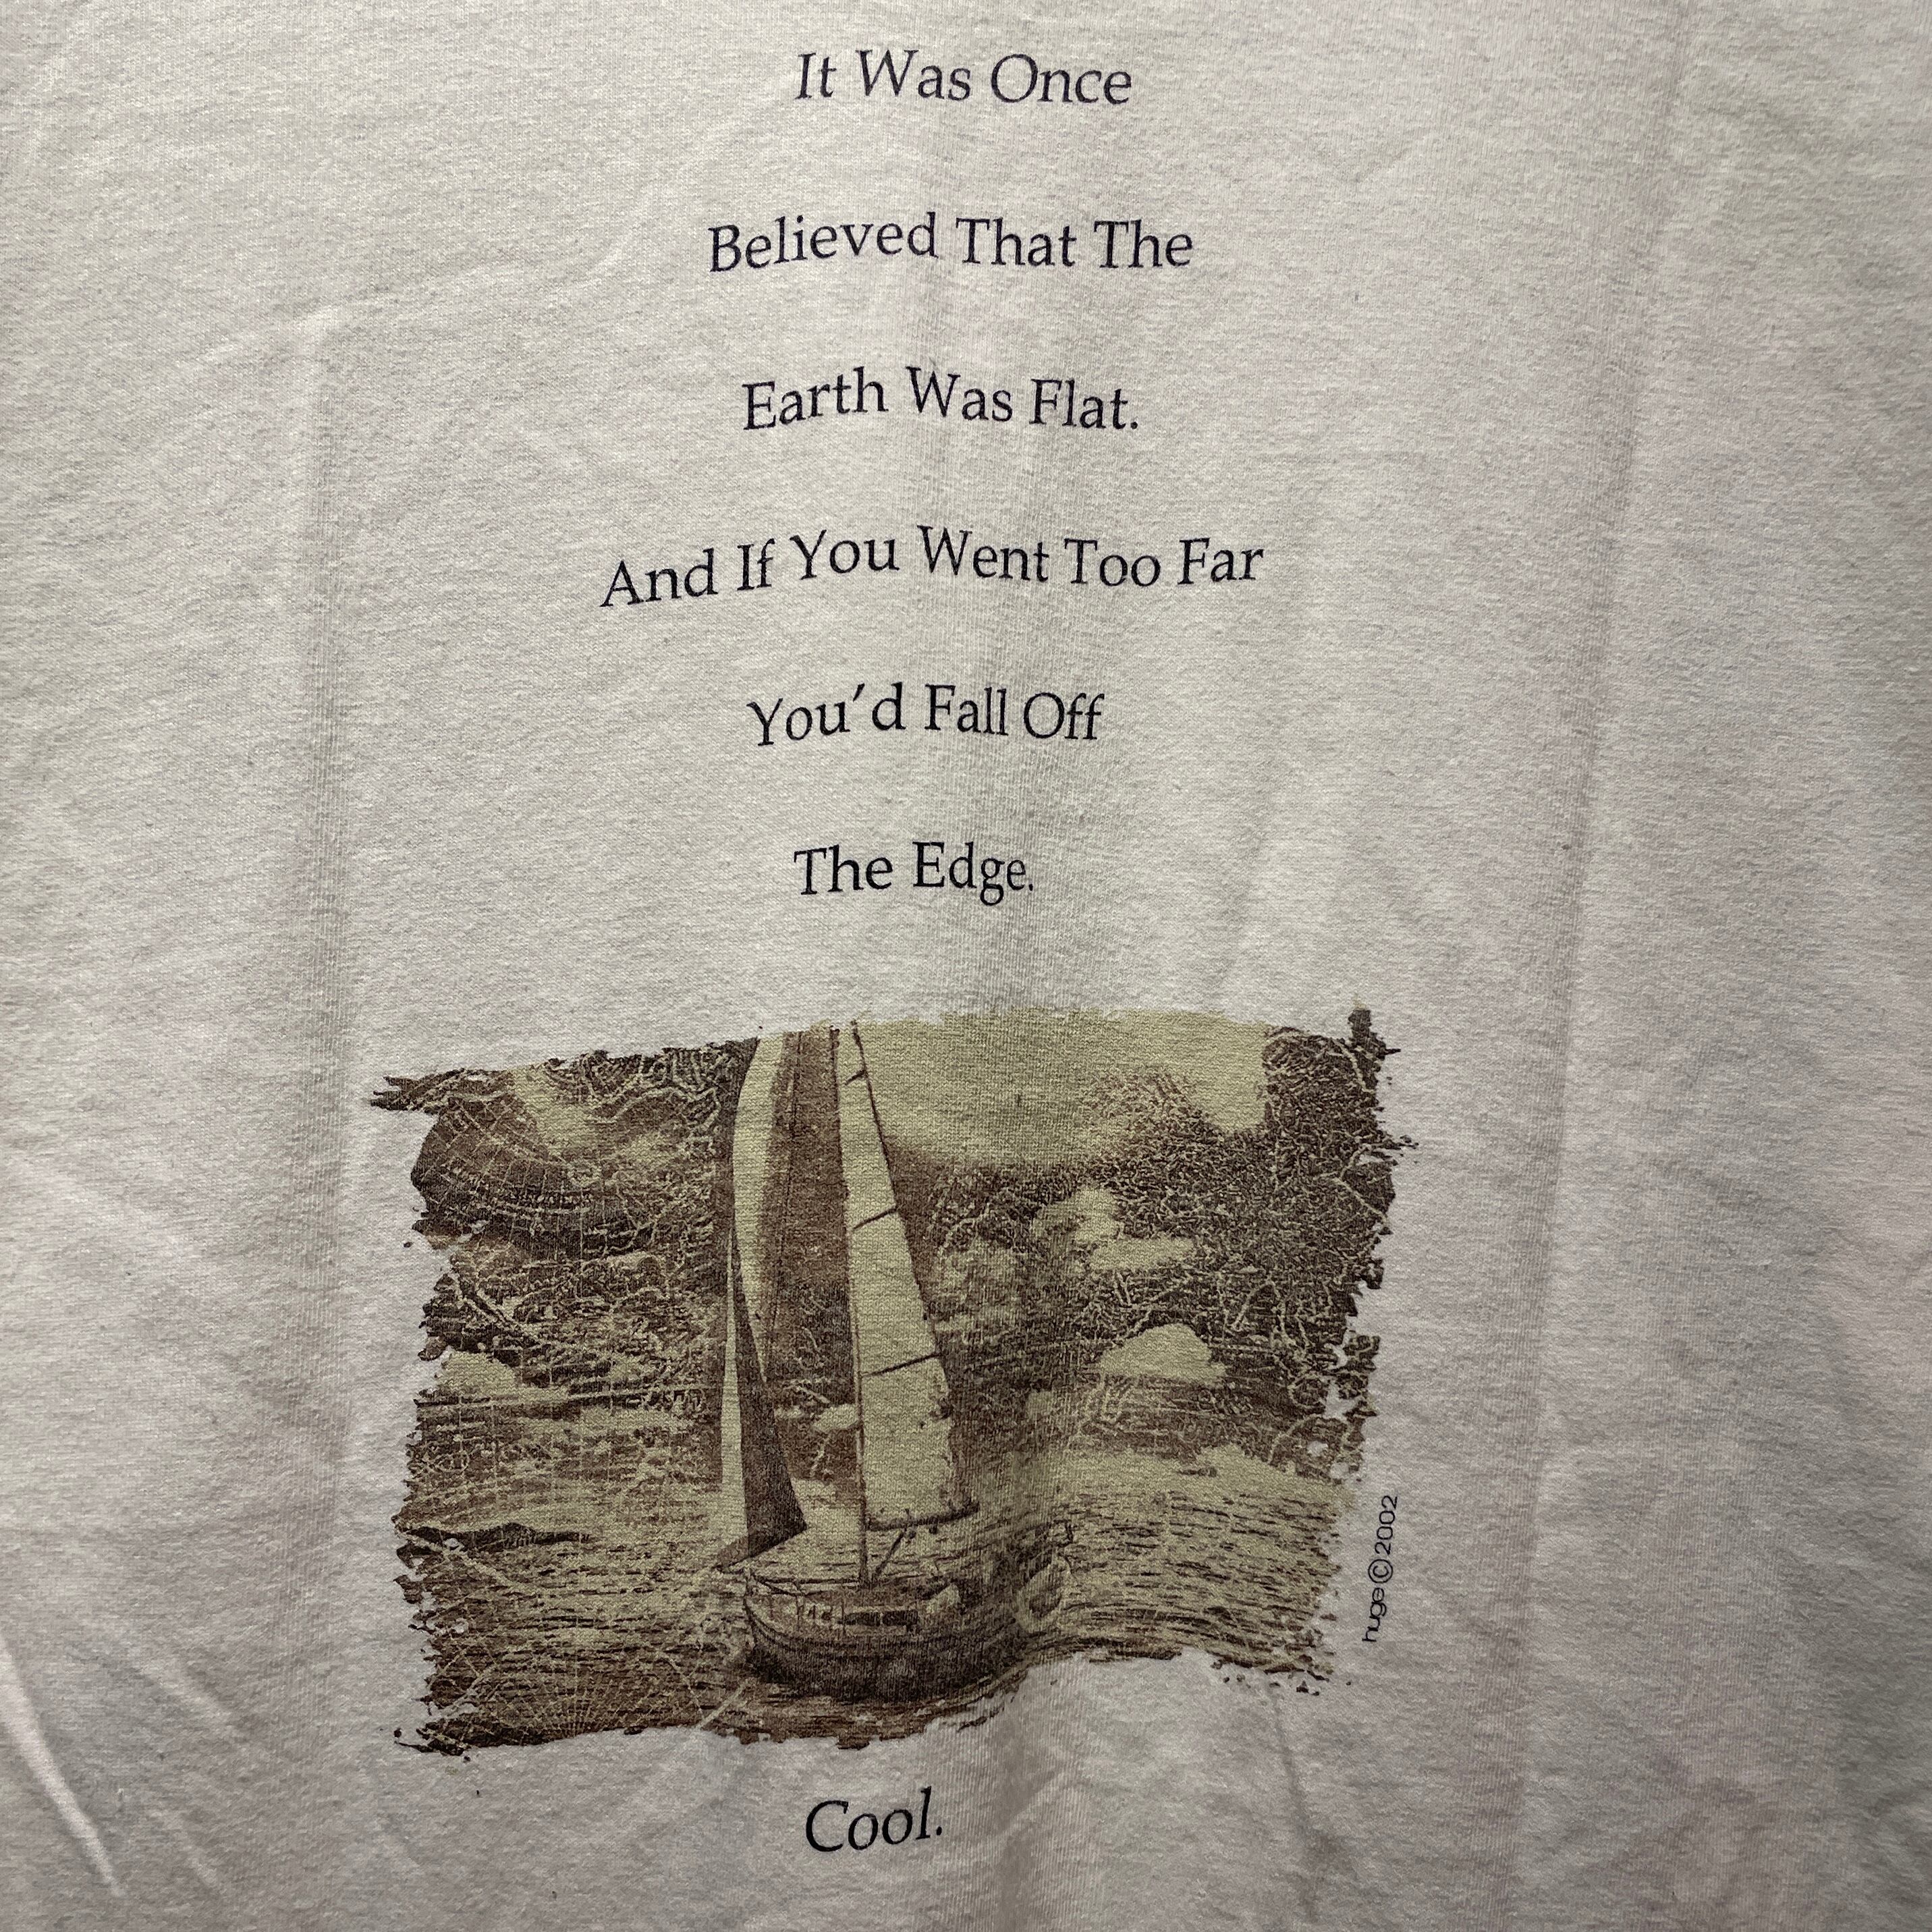 It Was Once
Believed That The
Earth Was Flat.
And If You Went Too Far
You'd Fall Off
The Edge.
huge©2002
Cool.